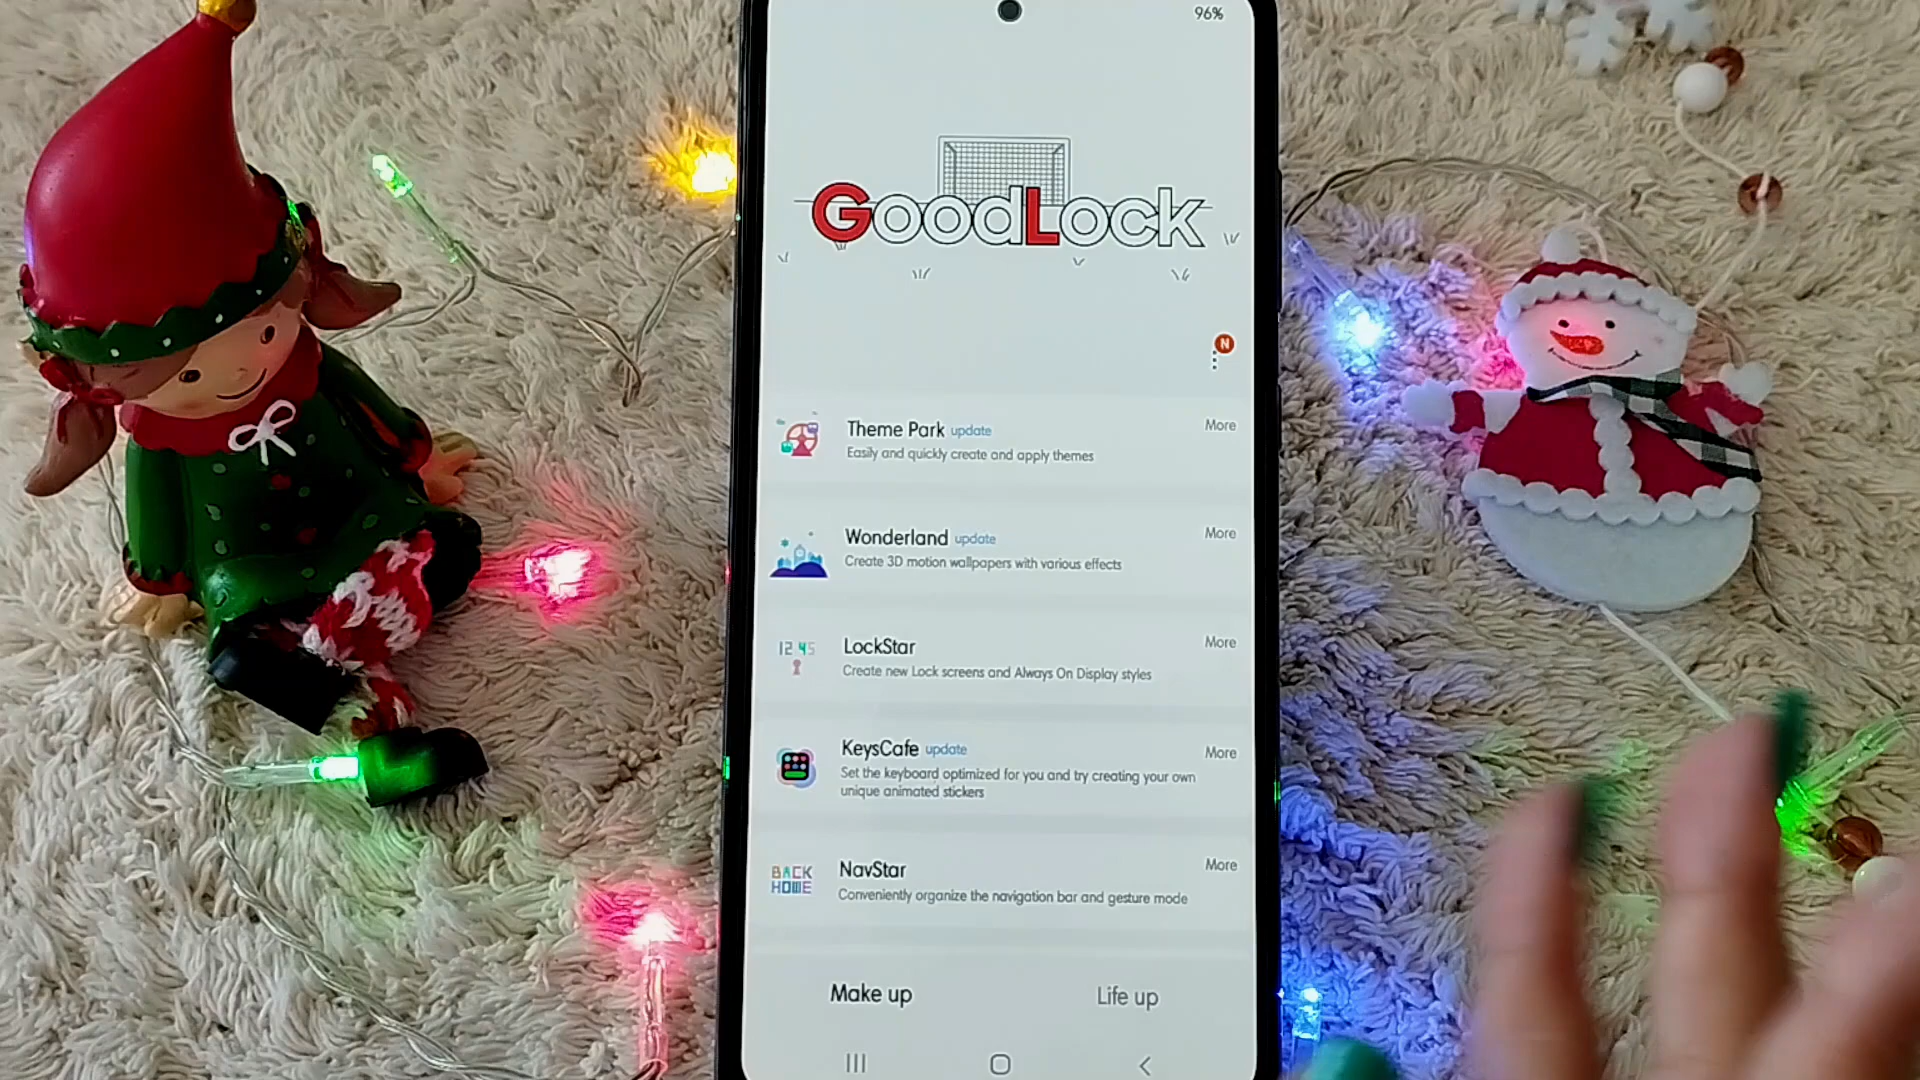 96%
GoodLock
N
Theme Park update
More
Easily and quickly create and apply themes
Wonderland update
More
Create 3D motion wallpapers with various effects
12 45
LockStar
More
Create new Lock screens and Always On Display styles
KeysCafe update
More
Set the keyboard optimized for you and try creating your own
unique animated stickers
BACK
HOME
NavStar
More
Conveniently organize the navigation bar and gesture mode
Make up
Life up